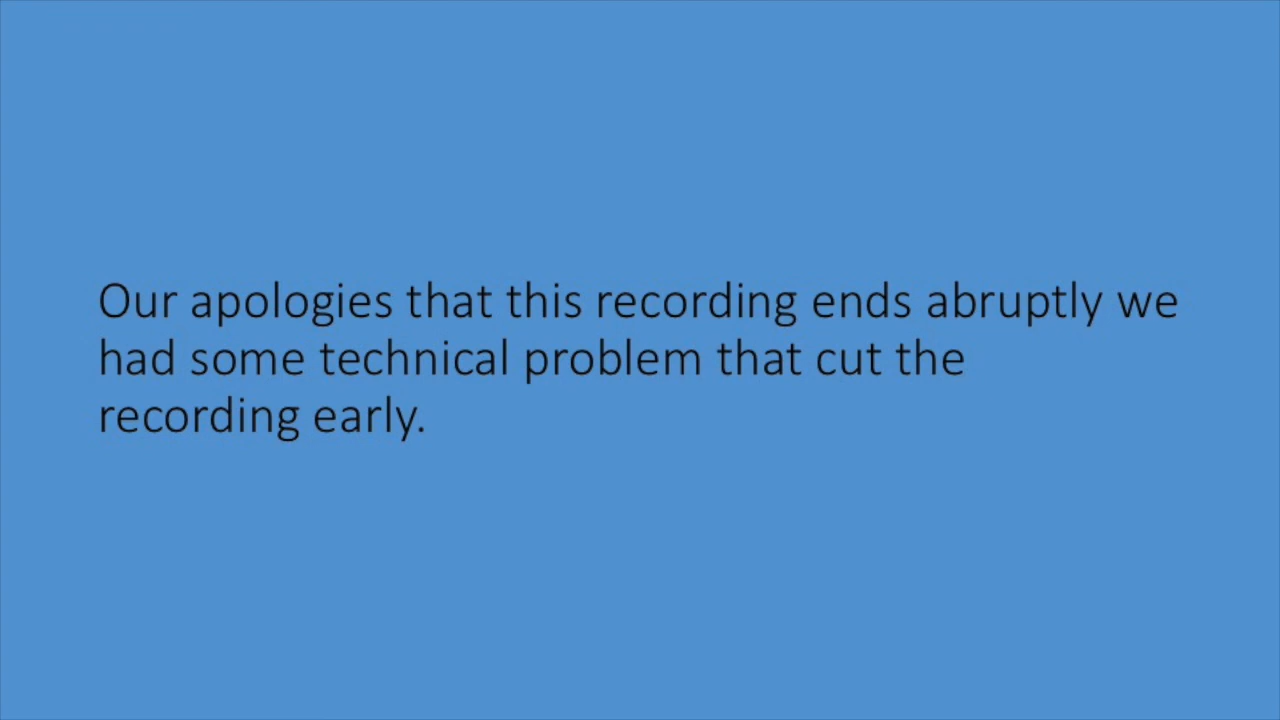 Our apologies that this recording ends abruptly we
had some technical problem that cut the
recording early.